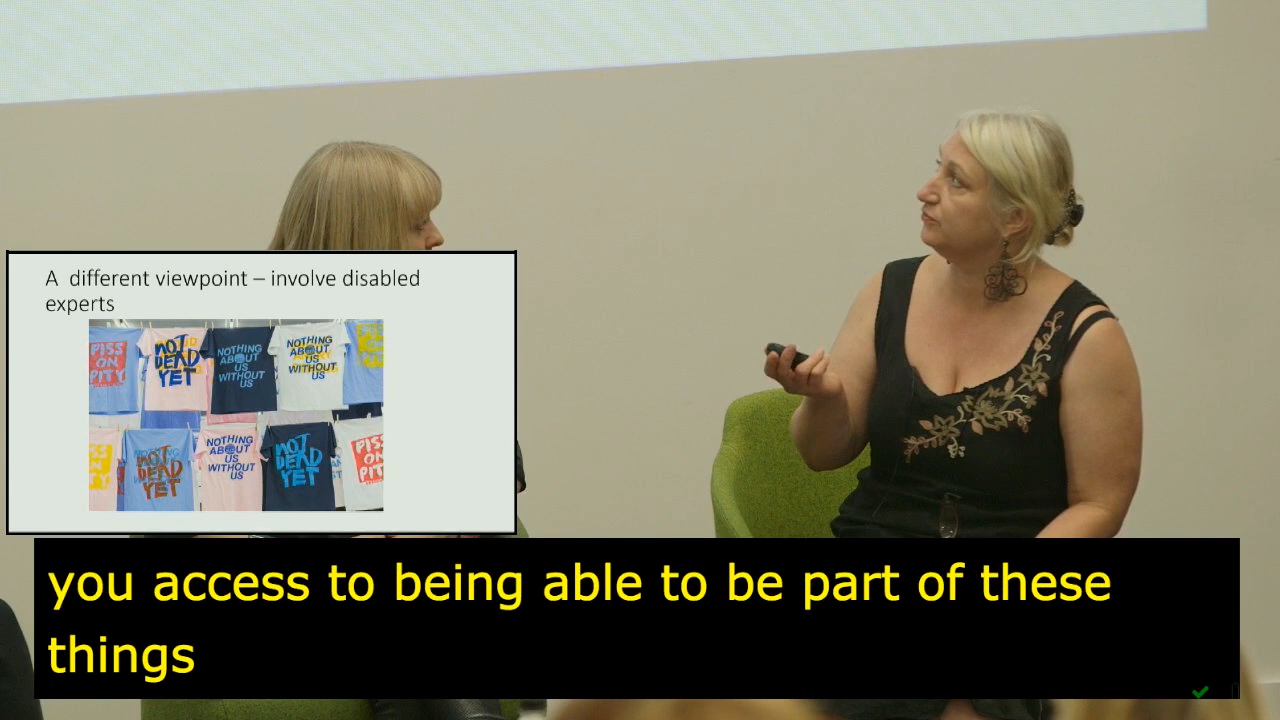 A different viewpoint – involve disabled
experts
PISS
ON
PITY
NOT
DEAD
YET
NOTHING
ABOUT
US
WITHOUT
US
NOTHING
ABOUT
US
WITHOUT
US
NOT
DEAD
YET
NOTHING
ABOUT
US
WITHOUT
US
NOT
DEAD
YET
PISS
ON
PIT
you access to being able to be part of these
things